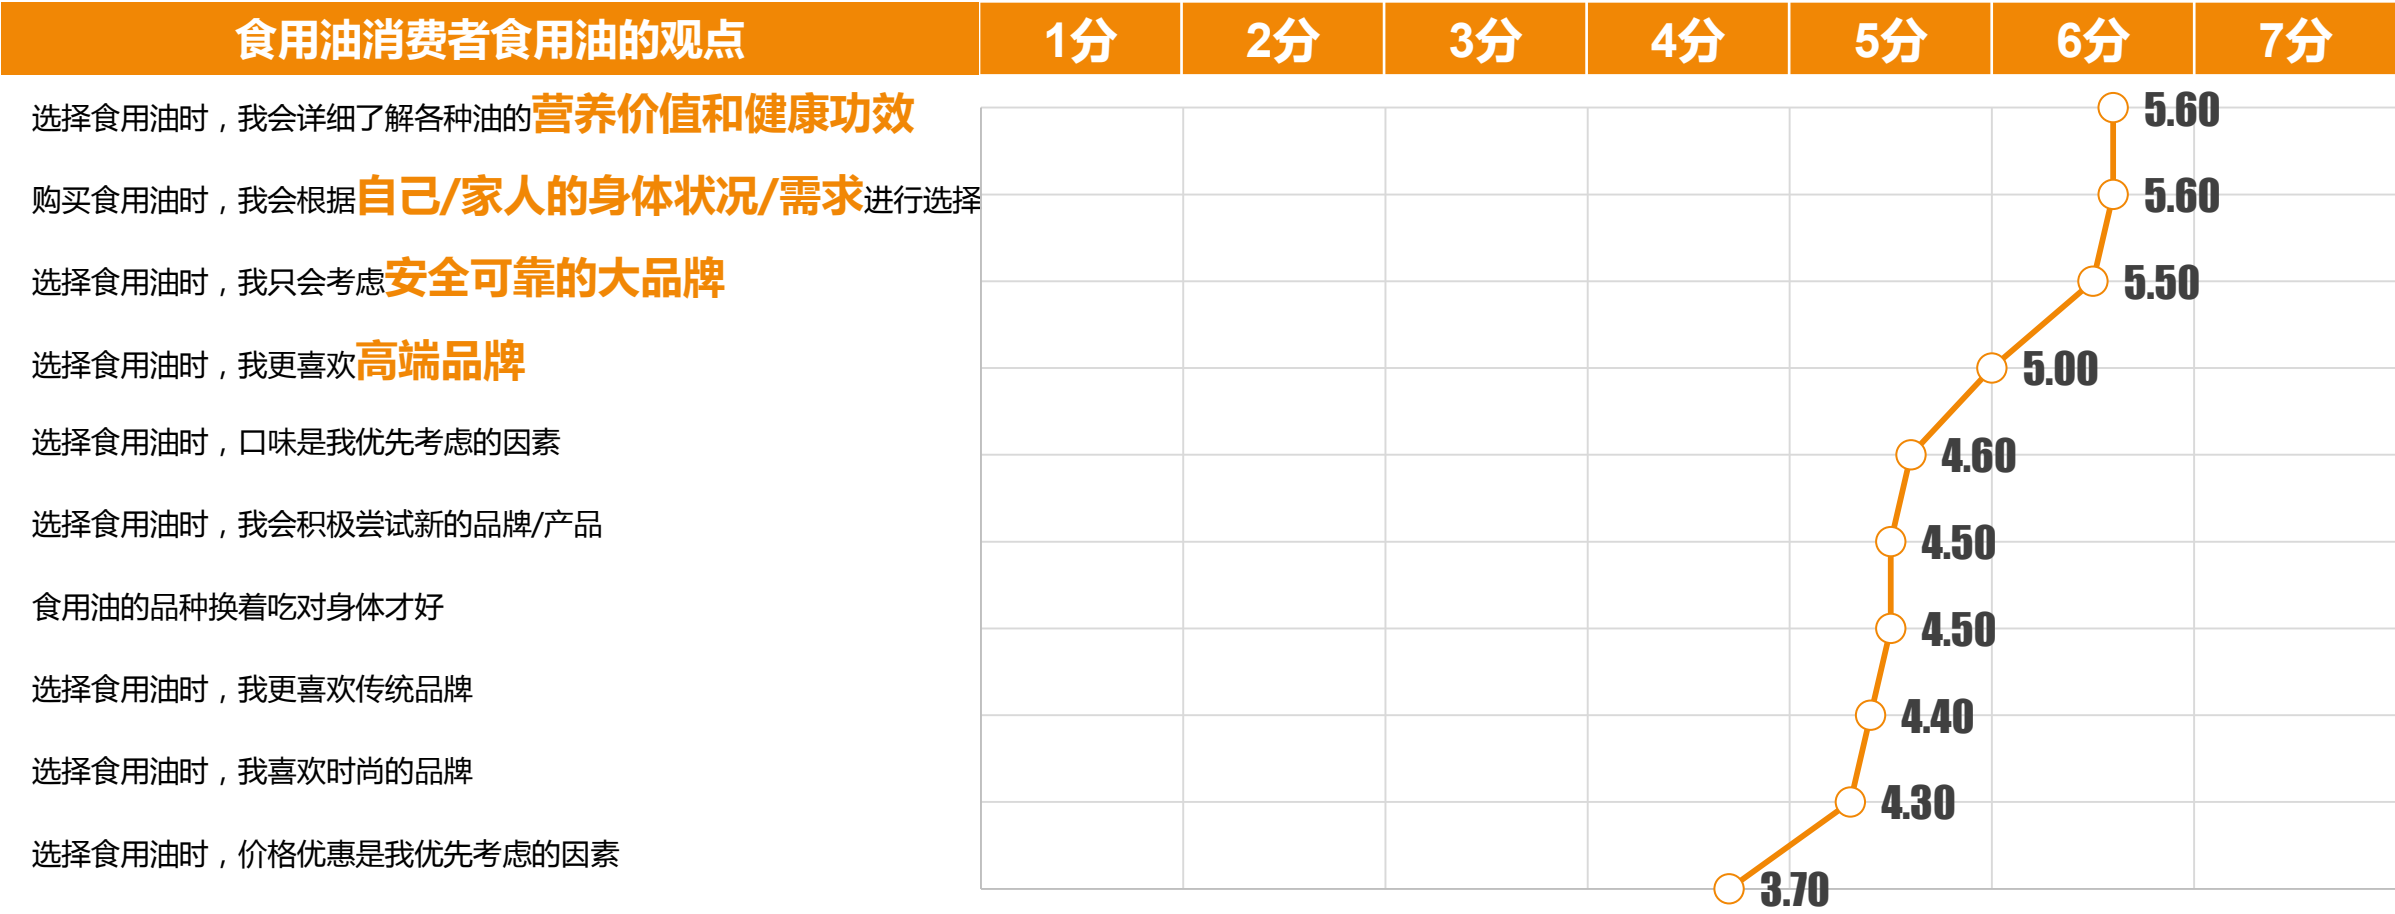 食用油消费者食用油的观点 1分 2分 3分 4分 5分 6分 7分
选择食用油时，我会详细了解各种油的营养价值和健康功效 5.60
购买食用油时，我会根据自己/家人的身体状况/需求进行选择 5.60
选择食用油时，我只会考虑安全可靠的大品牌 5.50
选择食用油时，我更喜欢高端品牌 5.00
选择食用油时，口味是我优先考虑的因素 4.60
选择食用油时，我会积极尝试新的品牌/产品 4.50
食用油的品种换着吃对身体才好 4.50
选择食用油时，我更喜欢传统品牌 4.40
选择食用油时，我喜欢时尚的品牌 4.30
选择食用油时，价格优惠是我优先考虑的因素 3.70